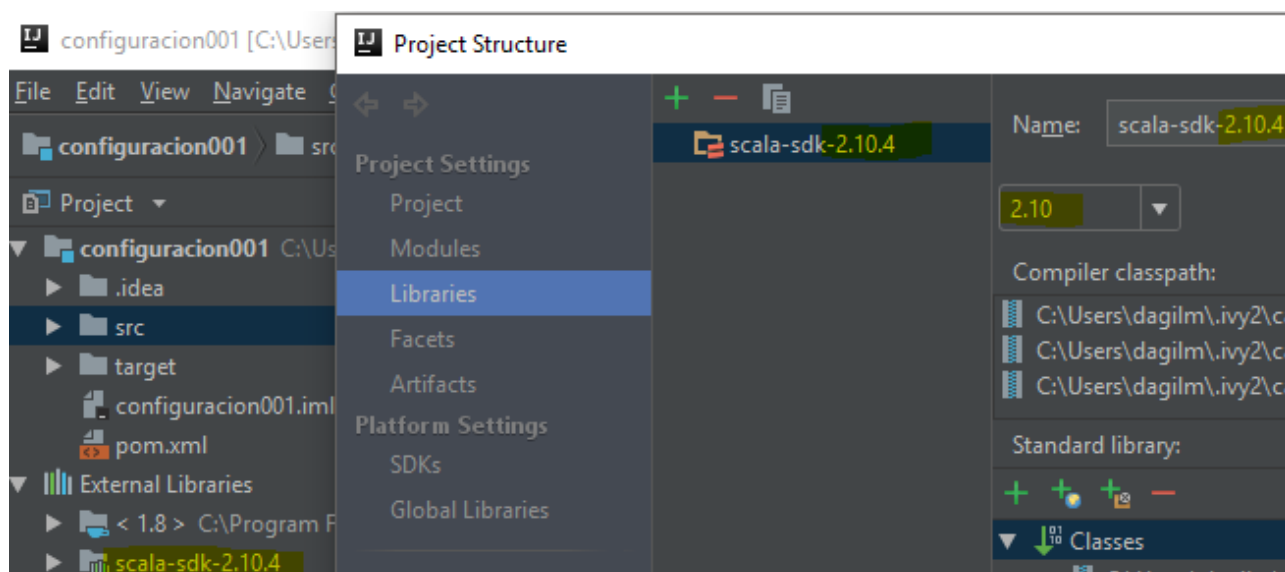 configuracion001 [C:\Users
Project Structure
File Edit View Navigate
configuracion001
src
Project
configuracion001 C:\Us
.idea
src
target
configuracion001.iml
pom.xml
External Libraries
< 1.8 > C:\Program F
scala-sdk-2.10.4
Project Settings
Project
Modules
Libraries
Facets
Artifacts
Platform Settings
SDKs
Global Libraries
scala-sdk-2.10.4
Name: scala-sdk-2.10.4
2.10
Compiler classpath:
C:\Users\dagilm\.ivy2\c
C:\Users\dagilm\.ivy2\c
C:\Users\dagilm\.ivy2\c
Standard library:
Classes